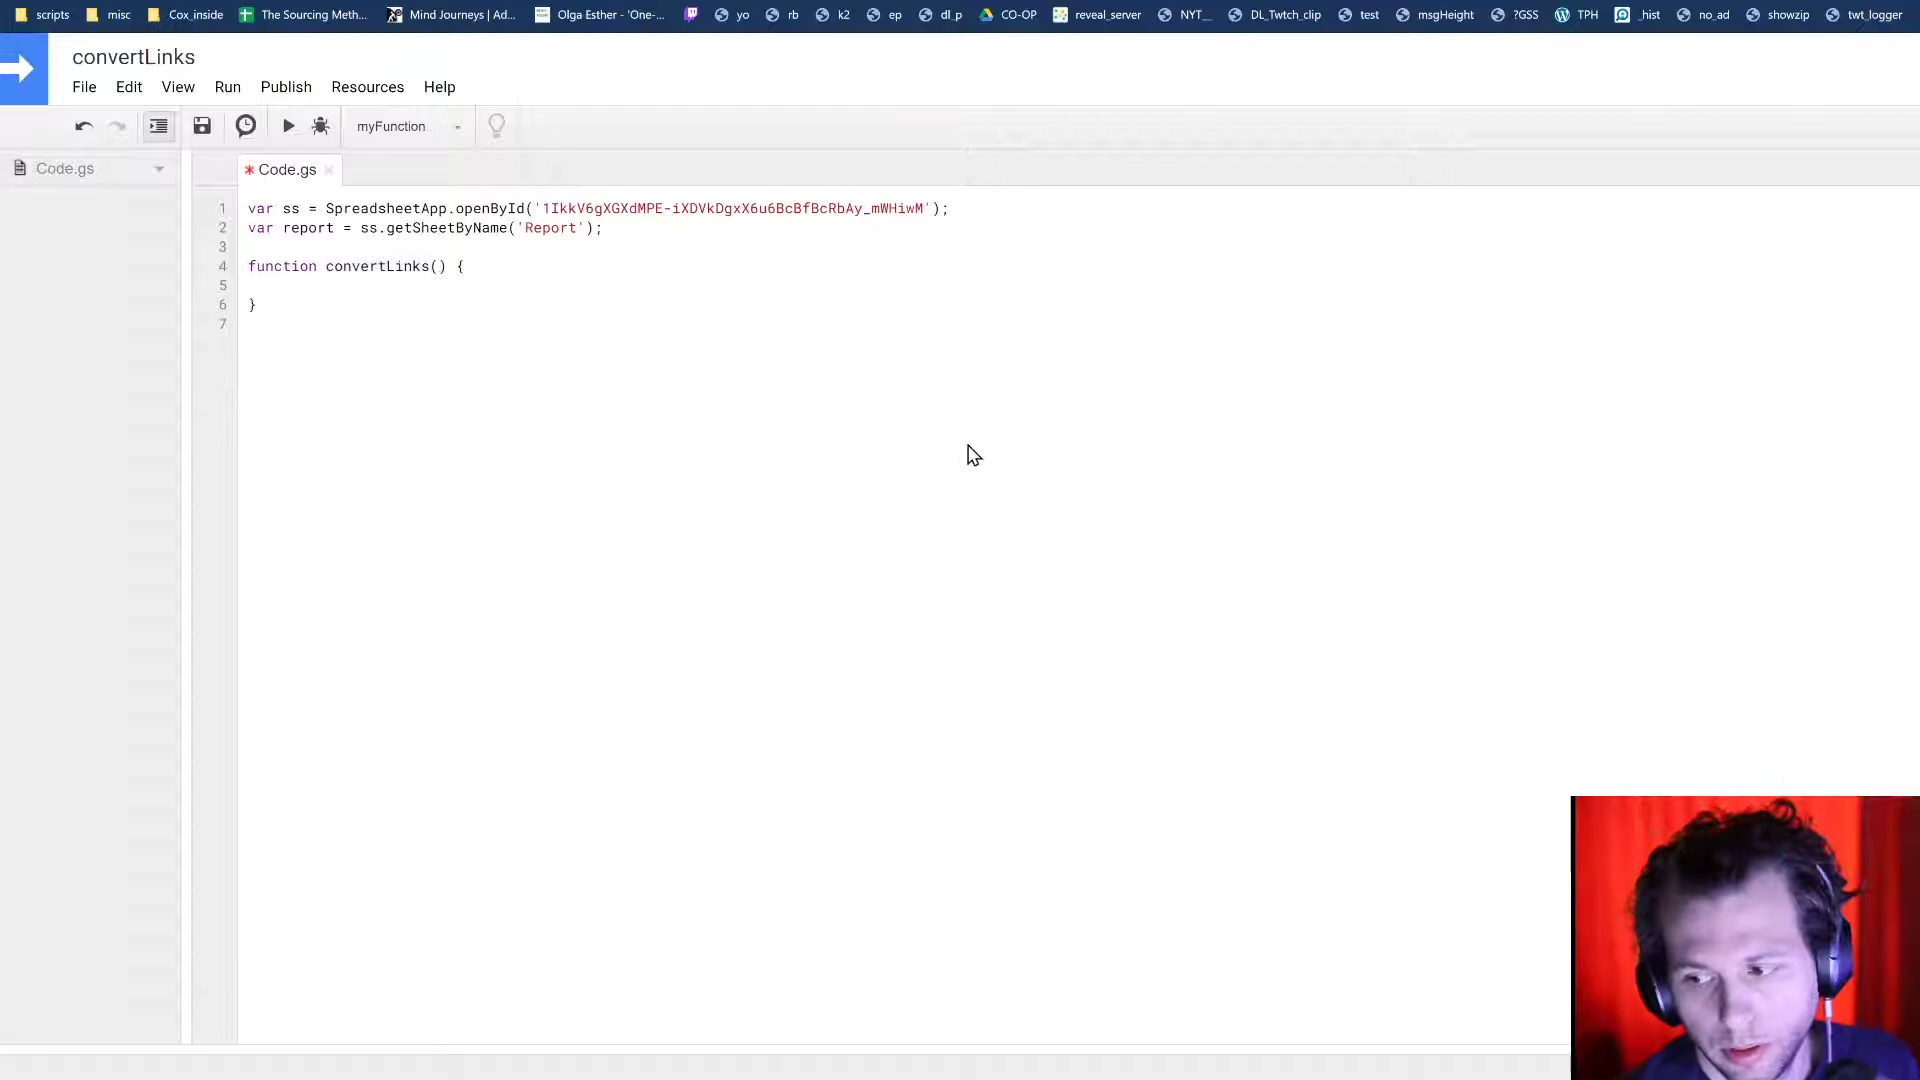 scripts misc Cox_inside The Sourcing Meth... Mind Journeys | Ad... Olga Esther - 'One-... yo rb k2 ep dl_p CO-OP reveal_server NYT__ DL_Twtch_clip test msgHeight ?GSS TPH _hist no_ad showzip twt_logger
convertLinks
File Edit View Run Publish Resources Help
myFunction
Code.gs
* Code.gs ×
1 var ss = SpreadsheetApp.openById('1IkkV6gXGXdMPE-iXDVkDgxX6u6BcBfBcRbAy_mWHiwM');
2 var report = ss.getSheetByName('Report');
3
4 function convertLinks() {
5
6 }
7